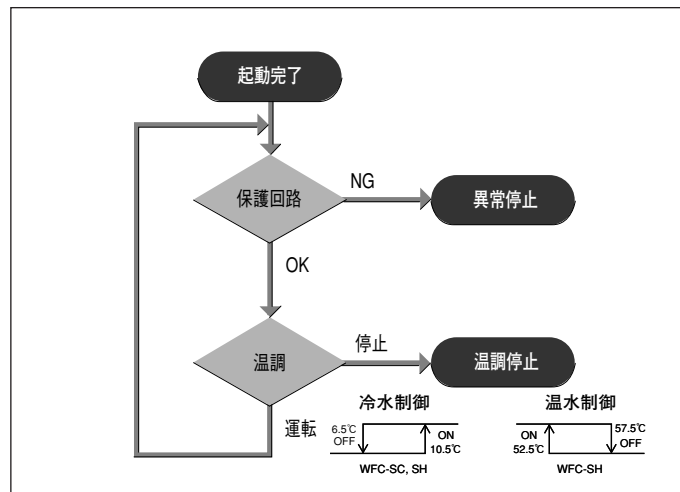 起動完了
保護回路
NG
異常停止
OK
温調
停止
温調停止
運転
冷水制御
6.5℃
OFF
ON
10.5℃
WFC-SC, SH
温水制御
ON
52.5℃
57.5℃
OFF
WFC-SH